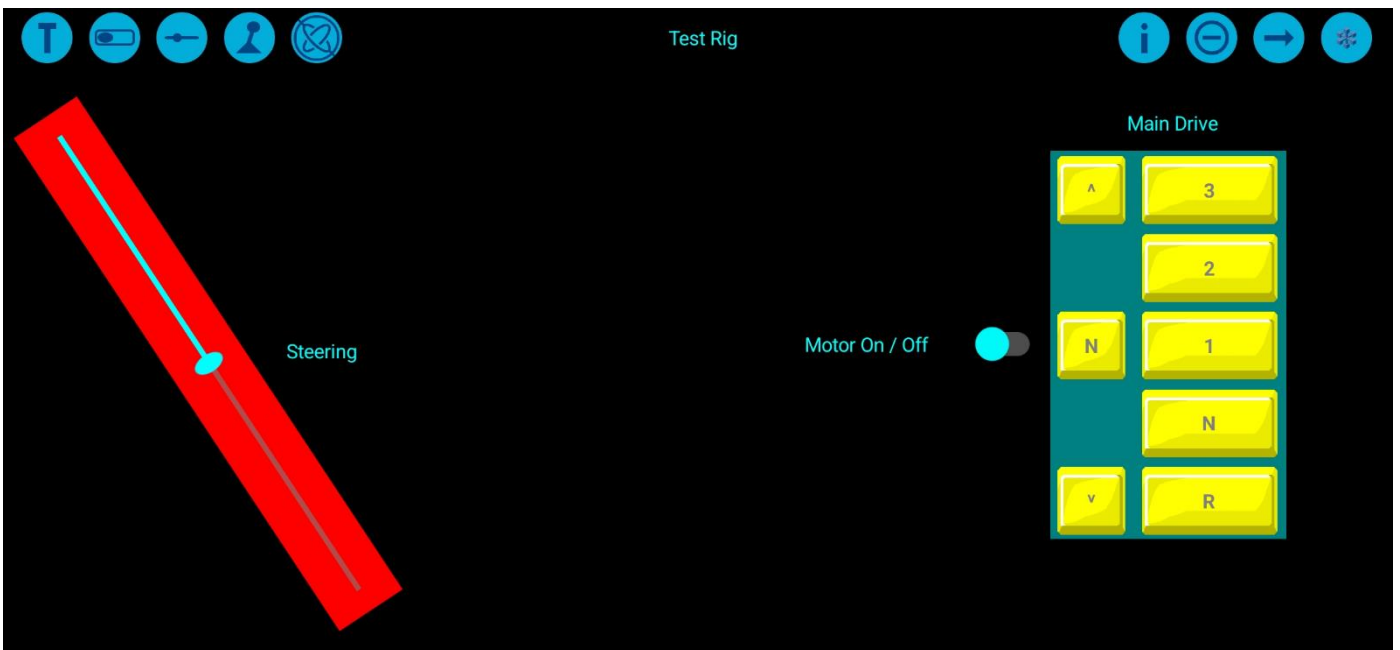 T
i
Test Rig
Main Drive
^ 3
2
Motor On / Off
N 1
Steering
N
v R